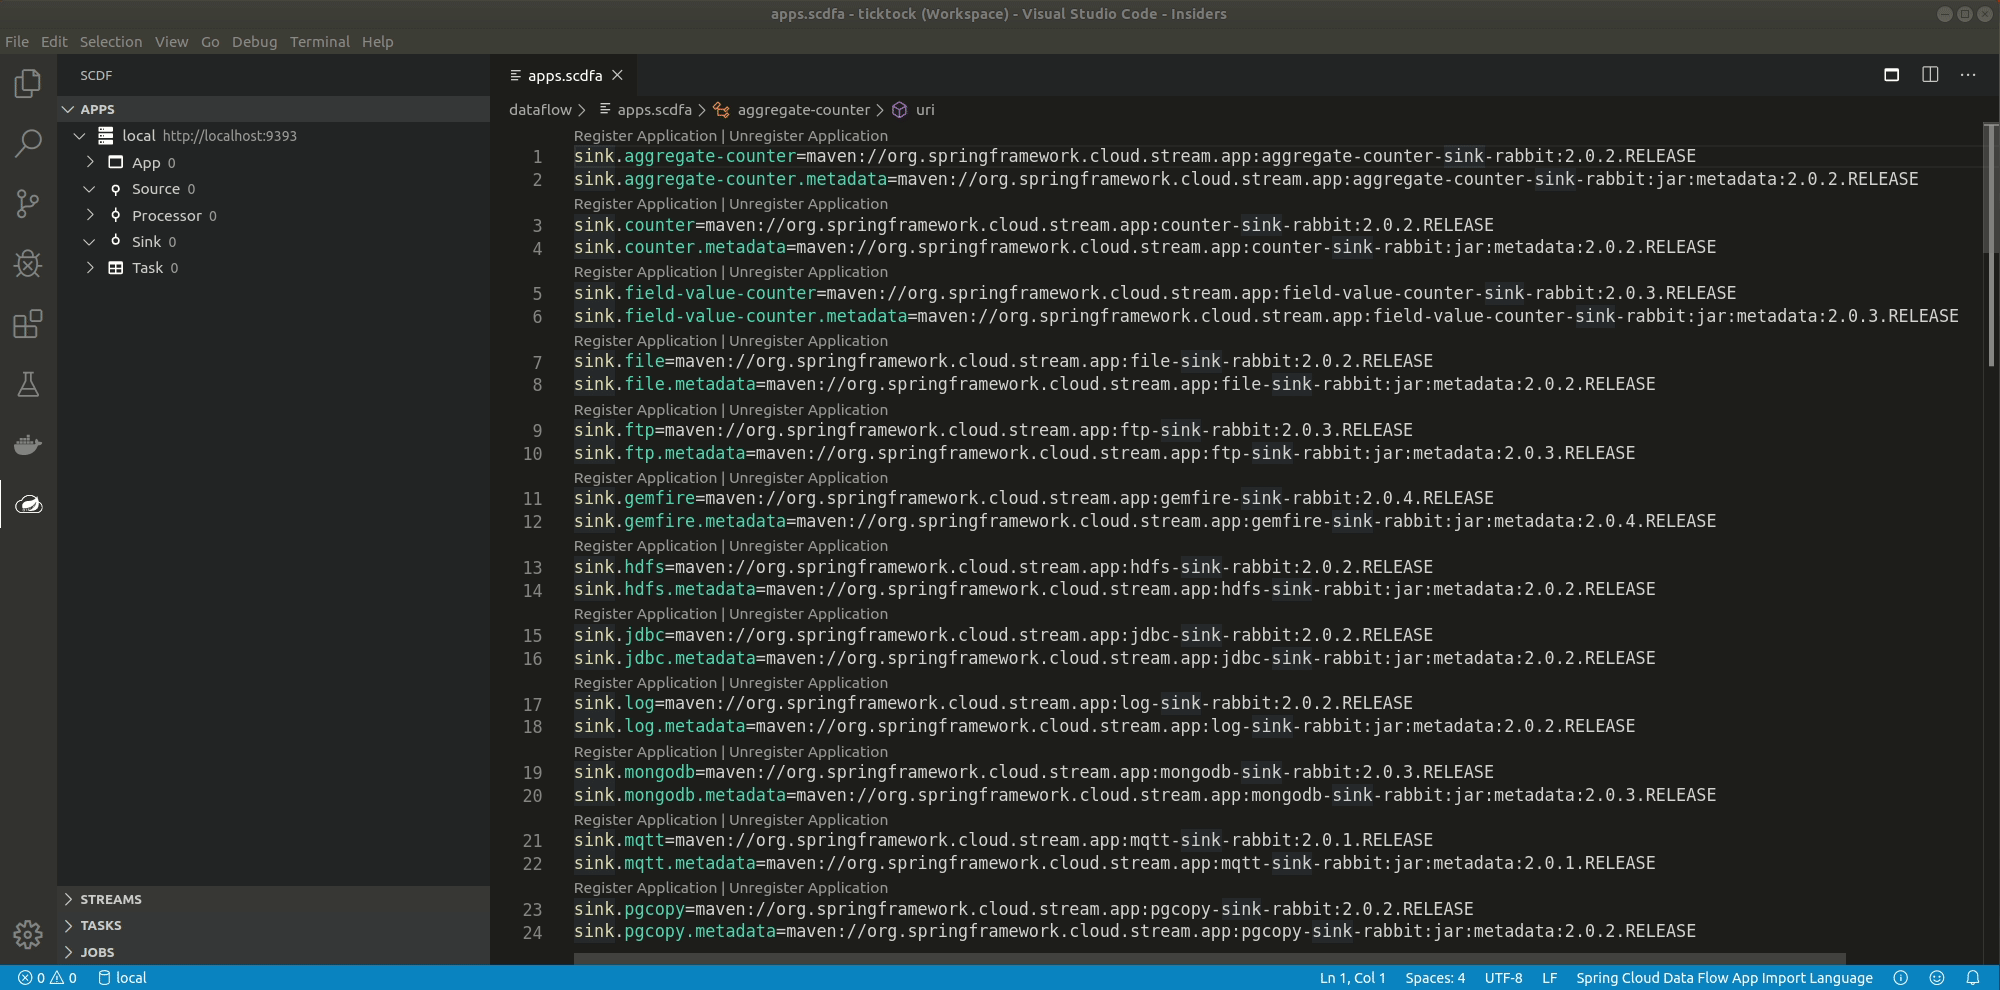 apps.scdfa - ticktock (Workspace) - Visual Studio Code - Insiders
File Edit Selection View Go Debug Terminal Help
SCDF
APPS
local http://localhost:9393
App 0
Source 0
Processor 0
Sink 0
Task 0
STREAMS
TASKS
JOBS
apps.scdfa
dataflow > apps.scdfa > aggregate-counter > uri
Register Application | Unregister Application
1 sink.aggregate-counter=maven://org.springframework.cloud.stream.app:aggregate-counter-sink-rabbit:2.0.2.RELEASE
2 sink.aggregate-counter.metadata=maven://org.springframework.cloud.stream.app:aggregate-counter-sink-rabbit:jar:metadata:2.0.2.RELEASE
Register Application | Unregister Application
3 sink.counter=maven://org.springframework.cloud.stream.app:counter-sink-rabbit:2.0.2.RELEASE
4 sink.counter.metadata=maven://org.springframework.cloud.stream.app:counter-sink-rabbit:jar:metadata:2.0.2.RELEASE
Register Application | Unregister Application
5 sink.field-value-counter=maven://org.springframework.cloud.stream.app:field-value-counter-sink-rabbit:2.0.3.RELEASE
6 sink.field-value-counter.metadata=maven://org.springframework.cloud.stream.app:field-value-counter-sink-rabbit:jar:metadata:2.0.3.RELEASE
Register Application | Unregister Application
7 sink.file=maven://org.springframework.cloud.stream.app:file-sink-rabbit:2.0.2.RELEASE
8 sink.file.metadata=maven://org.springframework.cloud.stream.app:file-sink-rabbit:jar:metadata:2.0.2.RELEASE
Register Application | Unregister Application
9 sink.ftp=maven://org.springframework.cloud.stream.app:ftp-sink-rabbit:2.0.3.RELEASE
10 sink.ftp.metadata=maven://org.springframework.cloud.stream.app:ftp-sink-rabbit:jar:metadata:2.0.3.RELEASE
Register Application | Unregister Application
11 sink.gemfire=maven://org.springframework.cloud.stream.app:gemfire-sink-rabbit:2.0.4.RELEASE
12 sink.gemfire.metadata=maven://org.springframework.cloud.stream.app:gemfire-sink-rabbit:jar:metadata:2.0.4.RELEASE
Register Application | Unregister Application
13 sink.hdfs=maven://org.springframework.cloud.stream.app:hdfs-sink-rabbit:2.0.2.RELEASE
14 sink.hdfs.metadata=maven://org.springframework.cloud.stream.app:hdfs-sink-rabbit:jar:metadata:2.0.2.RELEASE
Register Application | Unregister Application
15 sink.jdbc=maven://org.springframework.cloud.stream.app:jdbc-sink-rabbit:2.0.2.RELEASE
16 sink.jdbc.metadata=maven://org.springframework.cloud.stream.app:jdbc-sink-rabbit:jar:metadata:2.0.2.RELEASE
Register Application | Unregister Application
17 sink.log=maven://org.springframework.cloud.stream.app:log-sink-rabbit:2.0.2.RELEASE
18 sink.log.metadata=maven://org.springframework.cloud.stream.app:log-sink-rabbit:jar:metadata:2.0.2.RELEASE
Register Application | Unregister Application
19 sink.mongodb=maven://org.springframework.cloud.stream.app:mongodb-sink-rabbit:2.0.3.RELEASE
20 sink.mongodb.metadata=maven://org.springframework.cloud.stream.app:mongodb-sink-rabbit:jar:metadata:2.0.3.RELEASE
Register Application | Unregister Application
21 sink.mqtt=maven://org.springframework.cloud.stream.app:mqtt-sink-rabbit:2.0.1.RELEASE
22 sink.mqtt.metadata=maven://org.springframework.cloud.stream.app:mqtt-sink-rabbit:jar:metadata:2.0.1.RELEASE
Register Application | Unregister Application
23 sink.pgcopy=maven://org.springframework.cloud.stream.app:pgcopy-sink-rabbit:2.0.2.RELEASE
24 sink.pgcopy.metadata=maven://org.springframework.cloud.stream.app:pgcopy-sink-rabbit:jar:metadata:2.0.2.RELEASE
0 0 local Ln 1, Col 1 Spaces: 4 UTF-8 LF Spring Cloud Data Flow App Import Language